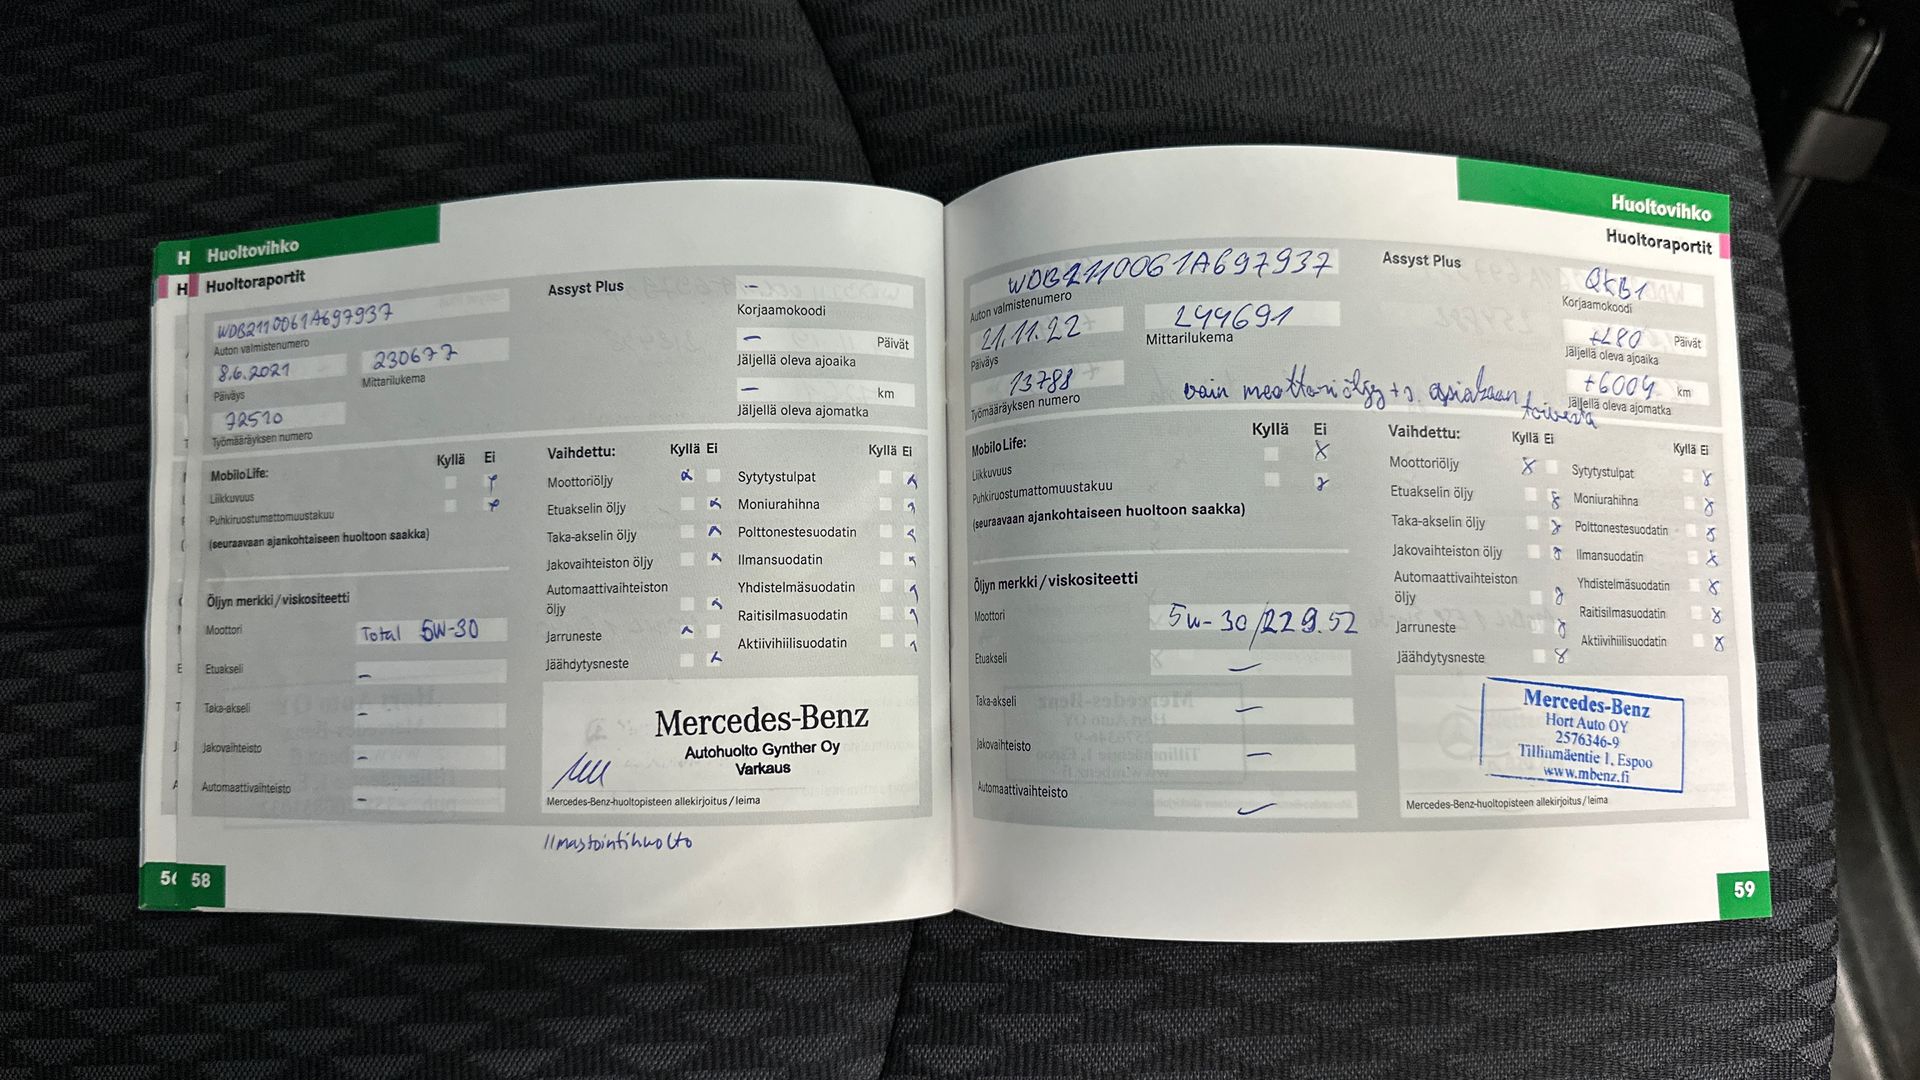 H Huoltovihko
H Huoltoraportit
WDB2110061A697937
Auton valmistenumero
8.6.2021
Päiväys
230677
Mittarilukema
72510
Työmääräyksen numero
Assyst Plus
–
Korjaamokoodi
– Päivät
Jäljellä oleva ajoaika
– km
Jäljellä oleva ajomatka
Kyllä Ei
MobiloLife:
Liikkuvuus
Puhkiruostumattomuustakuu
(seuraavaan ajankohtaiseen huoltoon saakka)
Öljyn merkki/viskositeetti
Moottori Total 5W-30
Etuakseli –
Taka-akseli –
Jakovaihteisto –
Automaattivaihteisto –
Vaihdettu: Kyllä Ei
Moottoriöljy
Etuakselin öljy
Taka-akselin öljy
Jakovaihteiston öljy
Automaattivaihteiston
öljy
Jarruneste
Jäähdytysneste
Kyllä Ei
Sytytystulpat
Moniurahihna
Polttonestesuodatin
Ilmansuodatin
Yhdistelmäsuodatin
Raitisilmasuodatin
Aktiivihiilisuodatin
Mercedes-Benz
Autohuolto Gynther Oy
Varkaus
Mercedes-Benz-huoltopisteen allekirjoitus/leima
Ilmastointihuolto
58
Huoltovihko
Huoltoraportit
WDB2110061A697937
Auton valmistenumero
21.11.22
Päiväys
244691
Mittarilukema
13788
Työmääräyksen numero
Assyst Plus
QKB1
Korjaamokoodi
+280 Päivät
Jäljellä oleva ajoaika
+6004 km
Jäljellä oleva ajomatka
vain moottoriöljy+s. asiakkaan
toivesta
Kyllä Ei
MobiloLife:
Liikkuvuus
Puhkiruostumattomuustakuu
(seuraavaan ajankohtaiseen huoltoon saakka)
Öljyn merkki/viskositeetti
Moottori 5w-30/229.52
Etuakseli –
Taka-akseli –
Jakovaihteisto –
Automaattivaihteisto –
Vaihdettu: Kyllä Ei
Moottoriöljy
Etuakselin öljy
Taka-akselin öljy
Jakovaihteiston öljy
Automaattivaihteiston
öljy
Jarruneste
Jäähdytysneste
Kyllä Ei
Sytytystulpat
Moniurahihna
Polttonestesuodatin
Ilmansuodatin
Yhdistelmäsuodatin
Raitisilmasuodatin
Aktiivihiilisuodatin
Mercedes-Benz
Hort Auto OY
2576346-9
Tillinmäentie 1, Espoo
www.mbenz.fi
Mercedes-Benz-huoltopisteen allekirjoitus/leima
59